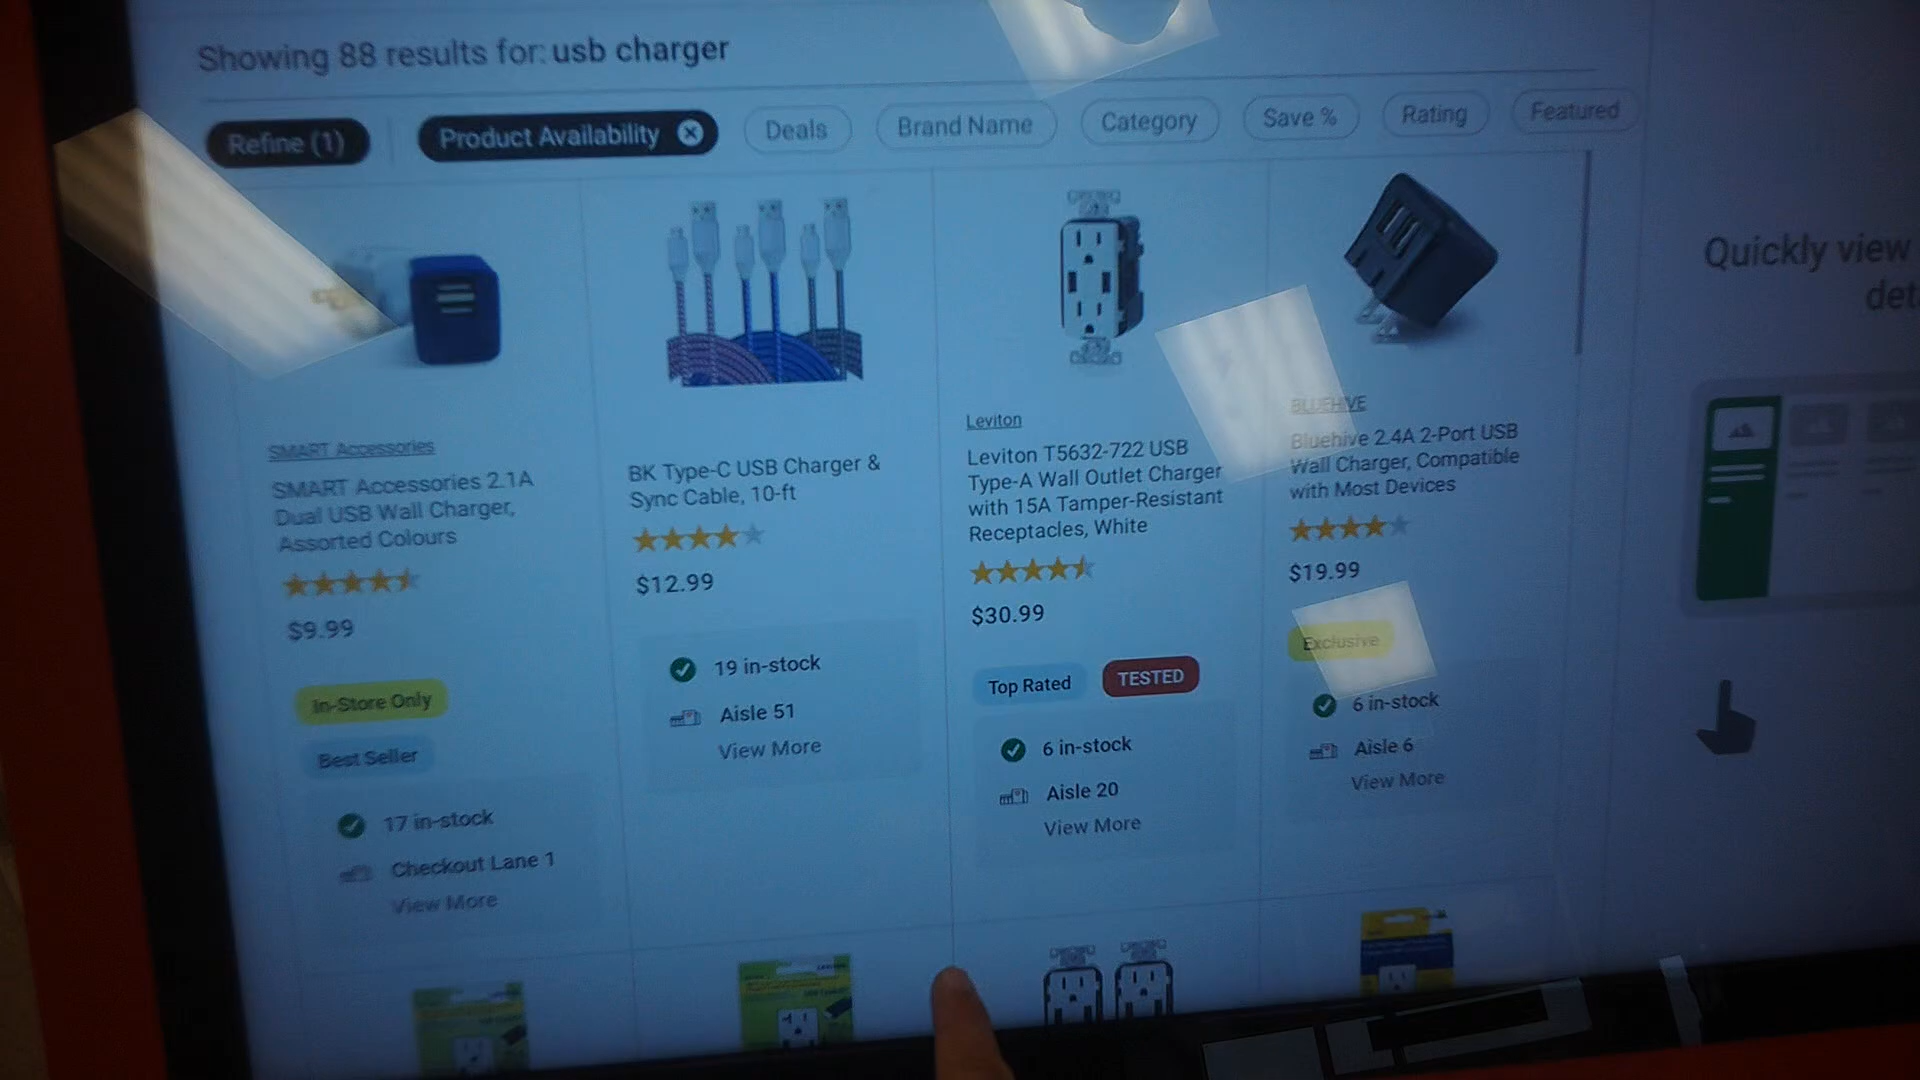 Showing 88 results for: usb charger
Refine (1)
Product Availability
Deals
Brand Name
Category
Save %
Rating
Featured
SMART Accessories
SMART Accessories 2.1A
Dual USB Wall Charger,
Assorted Colours
$9.99
In-Store Only
Best Seller
17 in-stock
Checkout Lane 1
View More
BK Type-C USB Charger &
Sync Cable, 10-ft
$12.99
19 in-stock
Aisle 51
View More
Leviton
Leviton T5632-722 USB
Type-A Wall Outlet Charger
with 15A Tamper-Resistant
Receptacles, White
$30.99
Top Rated
TESTED
6 in-stock
Aisle 20
View More
BLUEHIVE
Bluehive 2.4A 2-Port USB
Wall Charger, Compatible
with Most Devices
$19.99
Exclusive
6 in-stock
Aisle 6
View More
Quickly view
det